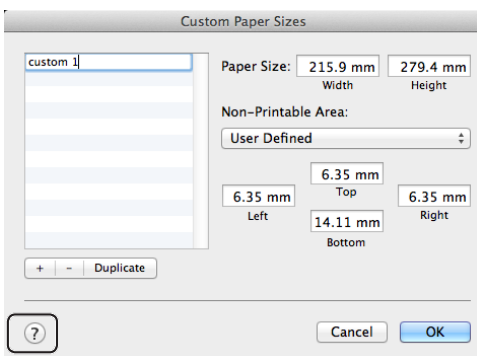 Custom Paper Sizes
custom 1
Paper Size: 215.9 mm 279.4 mm
Width Height
Non-Printable Area:
User Defined
6.35 mm
Top
6.35 mm 6.35 mm
Left Right
14.11 mm
Bottom
+ - Duplicate
? Cancel OK